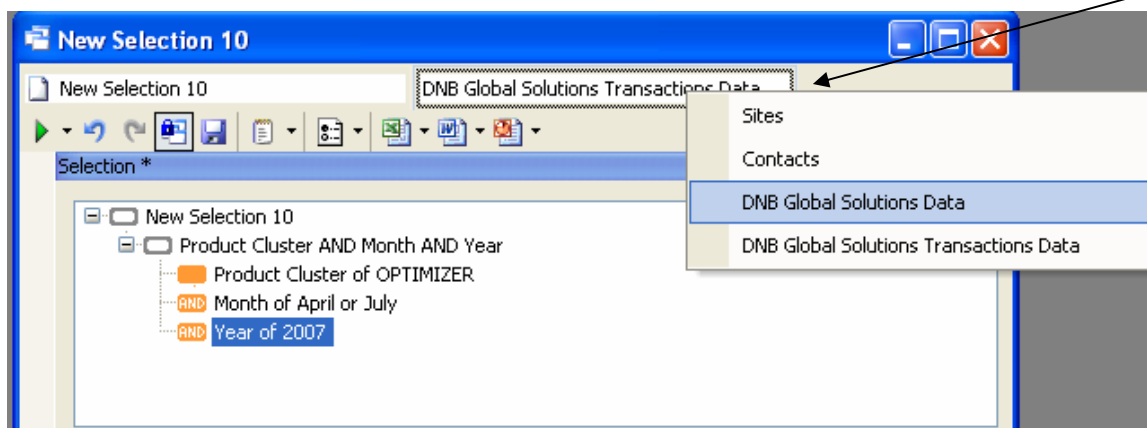 New Selection 10
New Selection 10
DNB Global Solutions Transactions Data
Sites
Contacts
DNB Global Solutions Data
DNB Global Solutions Transactions Data
Selection *
New Selection 10
Product Cluster AND Month AND Year
Product Cluster of OPTIMIZER
AND Month of April or July
AND Year of 2007